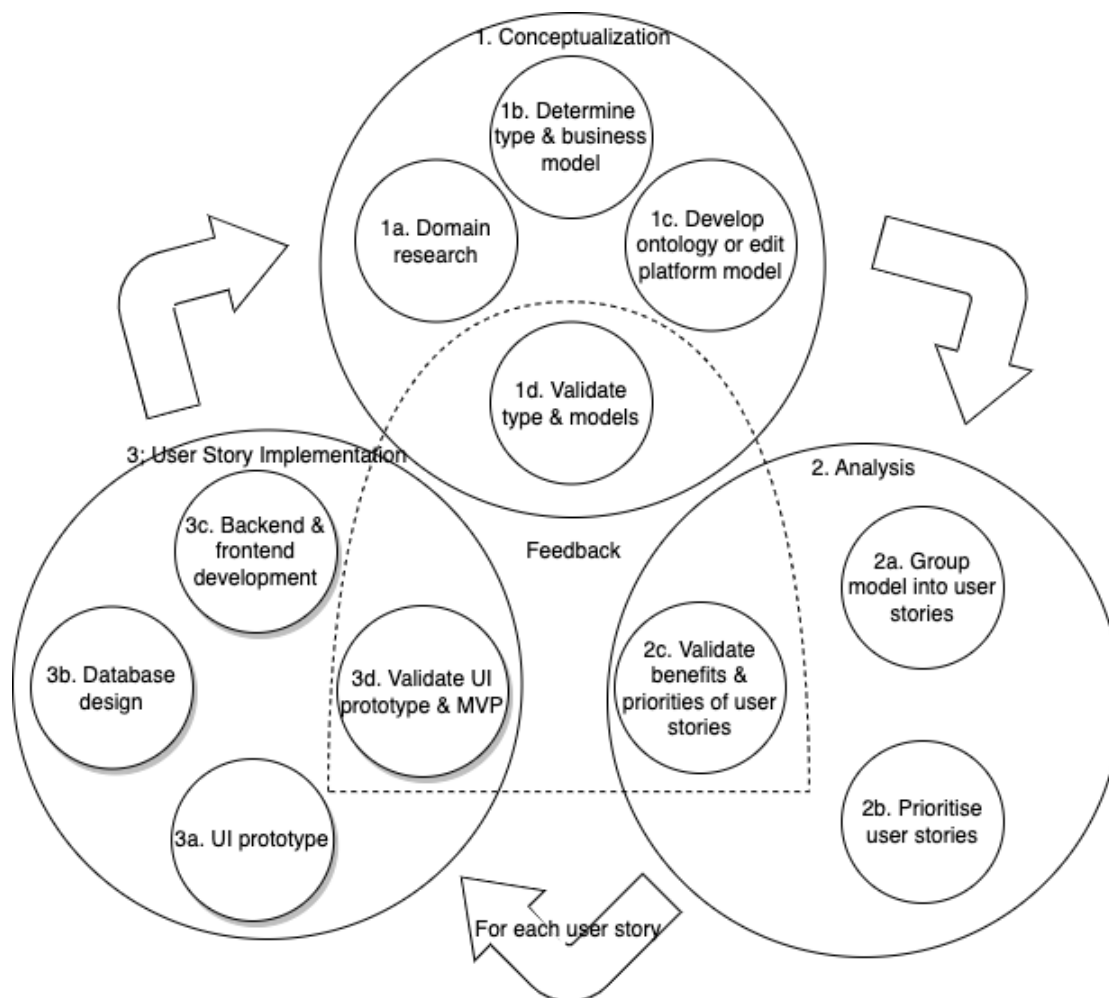 1. Conceptualization
1b. Determine
type & business
model
1a. Domain
research
1c. Develop
ontology or edit
platform model
1d. Validate
type & models
2. Analysis
2a. Group
model into user
stories
2b. Prioritise
user stories
2c. Validate
benefits &
priorities of user
stories
Feedback
For each user story
3; User Story Implementation
3a. UI prototype
3b. Database
design
3c. Backend &
frontend
development
3d. Validate UI
prototype & MVP